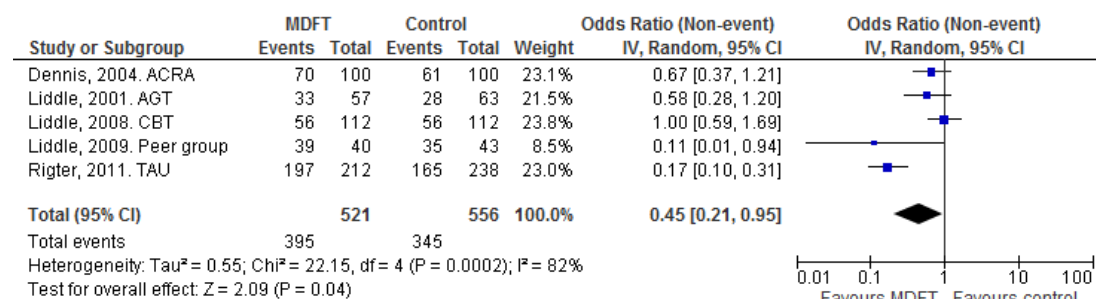 MDFT Control Odds Ratio (Non-event) Odds Ratio (Non-event)
Study or Subgroup Events Total Events Total Weight IV, Random, 95% CI IV, Random, 95% CI
Dennis, 2004. ACRA 70 100 61 100 23.1% 0.67 [0.37, 1.21]
Liddle, 2001. AGT 33 57 28 63 21.5% 0.58 [0.28, 1.20]
Liddle, 2008. CBT 56 112 56 112 23.8% 1.00 [0.59, 1.69]
Liddle, 2009. Peer group 39 40 35 43 8.5% 0.11 [0.01, 0.94]
Rigter, 2011. TAU 197 212 165 238 23.0% 0.17 [0.10, 0.31]
Total (95% CI) 521 556 100.0% 0.45 [0.21, 0.95]
Total events 395 345
Heterogeneity: Tau² = 0.55; Chi² = 22.15, df = 4 (P = 0.0002); I² = 82%
Test for overall effect: Z = 2.09 (P = 0.04)
0.01 0.1 1 10 100
Favours MDFT Favours control